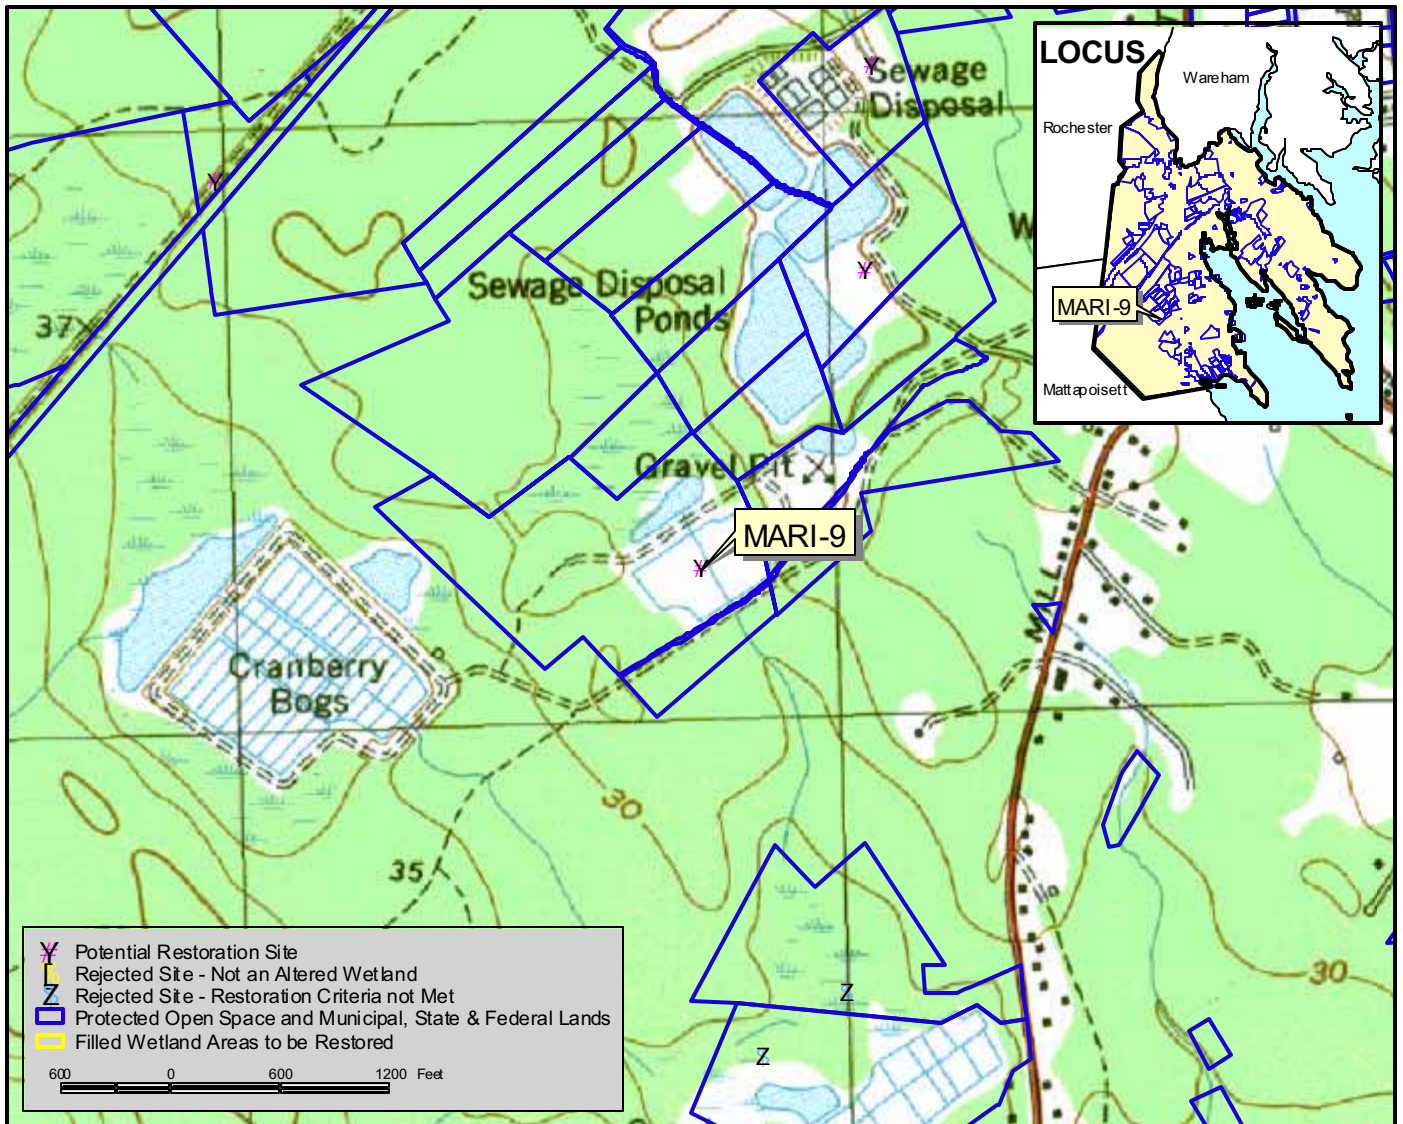 LOCUS
Wareham
Rochester
MARI-9
Mattapoisett
Sewage
Disposal
Y
Y
W
Y
Sewage Disposal
Ponds
37
Gravel Pit
MARI-9
Y
MILL
Cranberry
Bogs
30
35
30
Z
Z
Y Potential Restoration Site
Rejected Site - Not an Altered Wetland
Z Rejected Site - Restoration Criteria not Met
Protected Open Space and Municipal, State & Federal Lands
Filled Wetland Areas to be Restored
600 0 600 1200 Feet